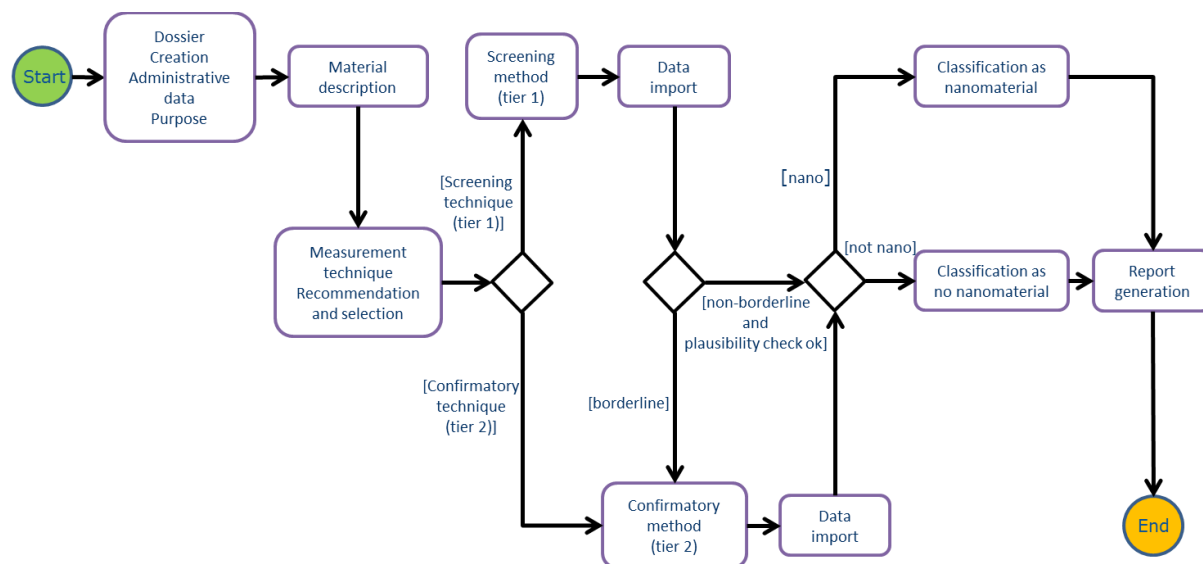 Start
Dossier
Creation
Administrative
data
Purpose
Material
description
Screening
method
(tier 1)
Data
import
Classification as
nanomaterial
[Screening
technique
(tier 1)]
[nano]
Measurement
technique
Recommendation
and selection
[not nano]
Classification as
no nanomaterial
Report
generation
[non-borderline
and
plausibility check ok]
[Confirmatory
technique
(tier 2)]
[borderline]
Confirmatory
method
(tier 2)
Data
import
End